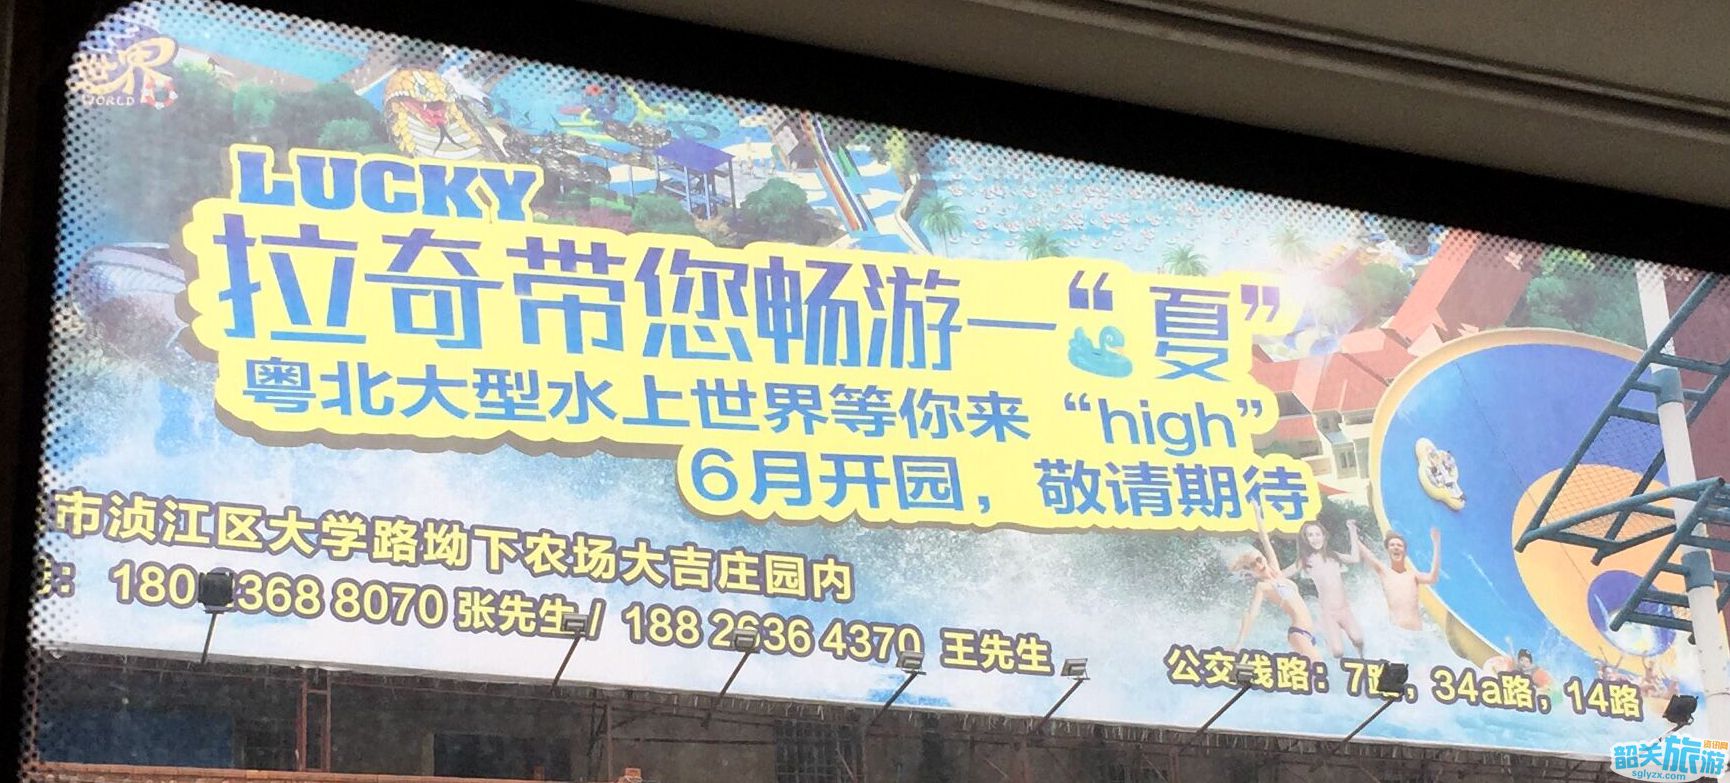 世界
WORLD
LUCKY
拉奇带您畅游一“夏”
粤北大型水上世界等你来“high”
6月开园，敬请期待
市浈江区大学路坳下农场大吉庄园内
368 8070 张先生 / 188 2636 4370 王先生
公交线路：7路，34a路，14路
韶关旅游资讯网
sglyzx.com